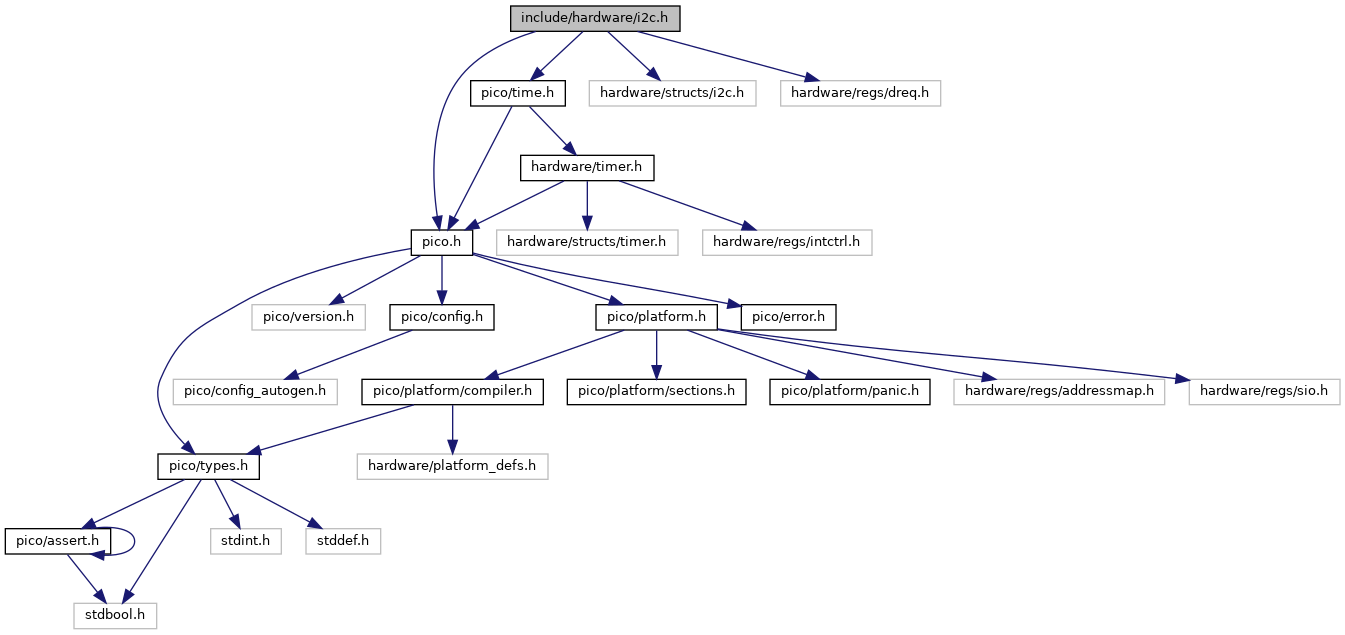 include/hardware/i2c.h
pico/time.h
hardware/structs/i2c.h
hardware/regs/dreq.h
hardware/timer.h
pico.h
hardware/structs/timer.h
hardware/regs/intctrl.h
pico/version.h
pico/config.h
pico/platform.h
pico/error.h
pico/config_autogen.h
pico/platform/compiler.h
pico/platform/sections.h
pico/platform/panic.h
hardware/regs/addressmap.h
hardware/regs/sio.h
pico/types.h
hardware/platform_defs.h
pico/assert.h
stdint.h
stddef.h
stdbool.h